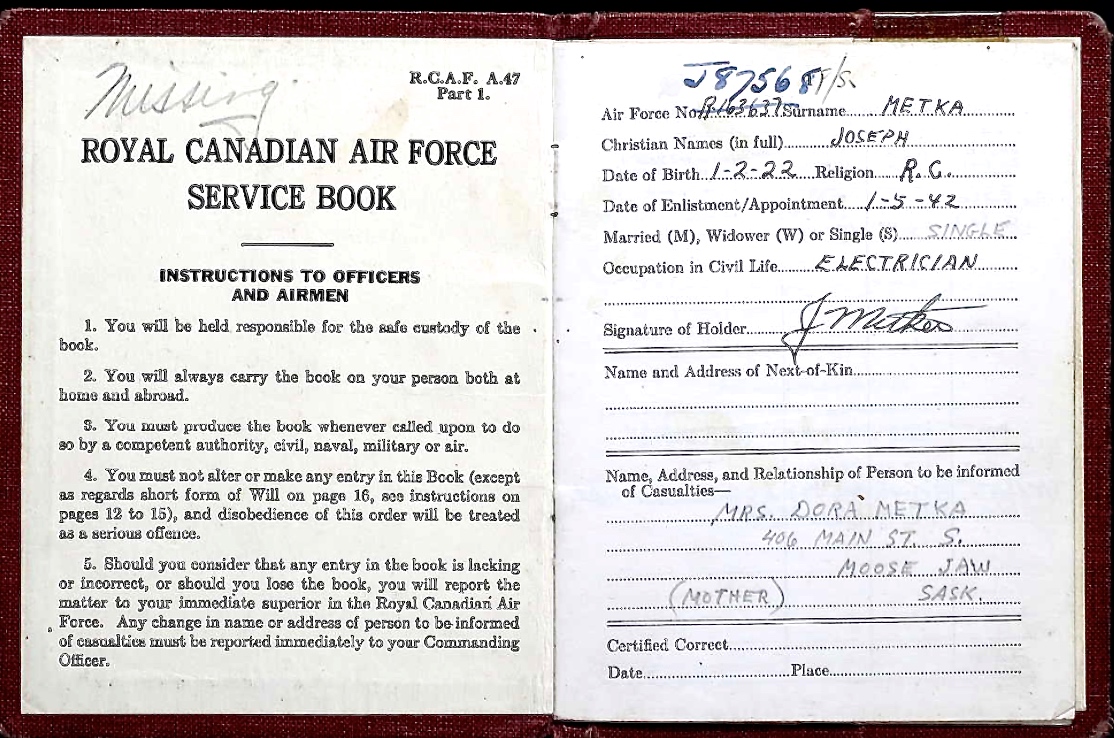 Missing
R.C.A.F. A.47
Part 1.
ROYAL CANADIAN AIR FORCE
SERVICE BOOK
INSTRUCTIONS TO OFFICERS
AND AIRMEN
1. You will be held responsible for the safe custody of the
book.
2. You will always carry the book on your person both at
home and abroad.
3. You must produce the book whenever called upon to do
so by a competent authority, civil, naval, military or air.
4. You must not alter or make any entry in this Book (except
as regards short form of Will on page 16, see instructions on
pages 12 to 15), and disobedience of this order will be treated
as a serious offence.
5. Should you consider that any entry in the book is lacking
or incorrect, or should you lose the book, you will report the
matter to your immediate superior in the Royal Canadian Air
Force. Any change in name or address of person to be informed
of casualties must be reported immediately to your Commanding
Officer.
J87568 F/S.
Air Force No. R163637 Surname METKA
Christian Names (in full) JOSEPH
Date of Birth 1-2-22 Religion R.C.
Date of Enlistment/Appointment 1-5-42
Married (M), Widower (W) or Single (S) SINGLE
Occupation in Civil Life ELECTRICIAN
Signature of Holder J Metka
Name and Address of Next-of-Kin
Name, Address, and Relationship of Person to be informed
of Casualties—
MRS. DORA METKA
406 MAIN ST. S.
MOOSE JAW
(MOTHER) SASK.
Certified Correct
Date Place